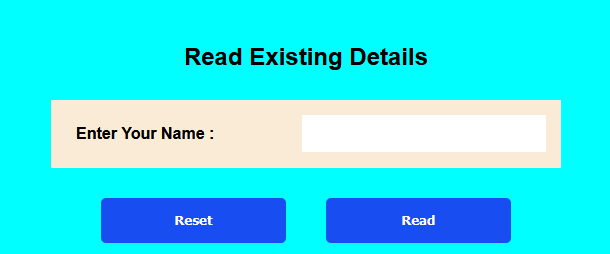 Read Existing Details
Enter Your Name :
Reset Read